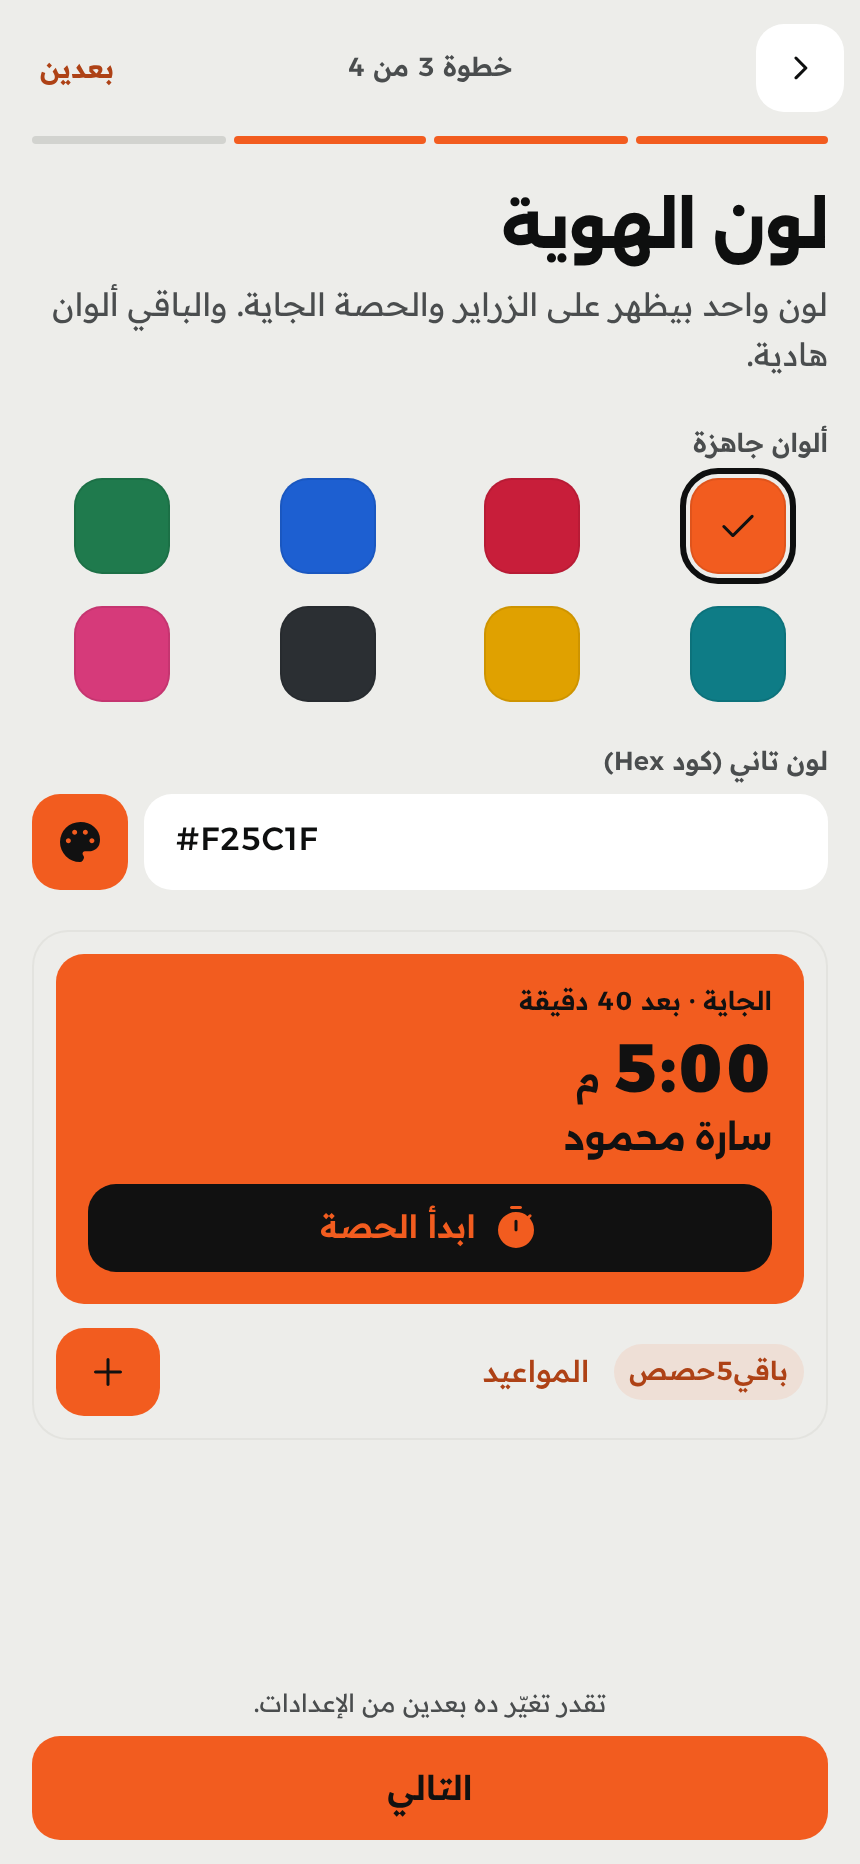 خطوة 3 من 4
بعدين
لون الهوية
لون واحد بيظهر على الزراير والحصة الجاية. والباقي ألوان
هادية.
ألوان جاهزة
لون تاني (كود Hex)
#F25C1F
الجاية · بعد 40 دقيقة
5:00 م
سارة محمود
ابدأ الحصة
باقي5حصص
المواعيد
تقدر تغيّر ده بعدين من الإعدادات.
التالي